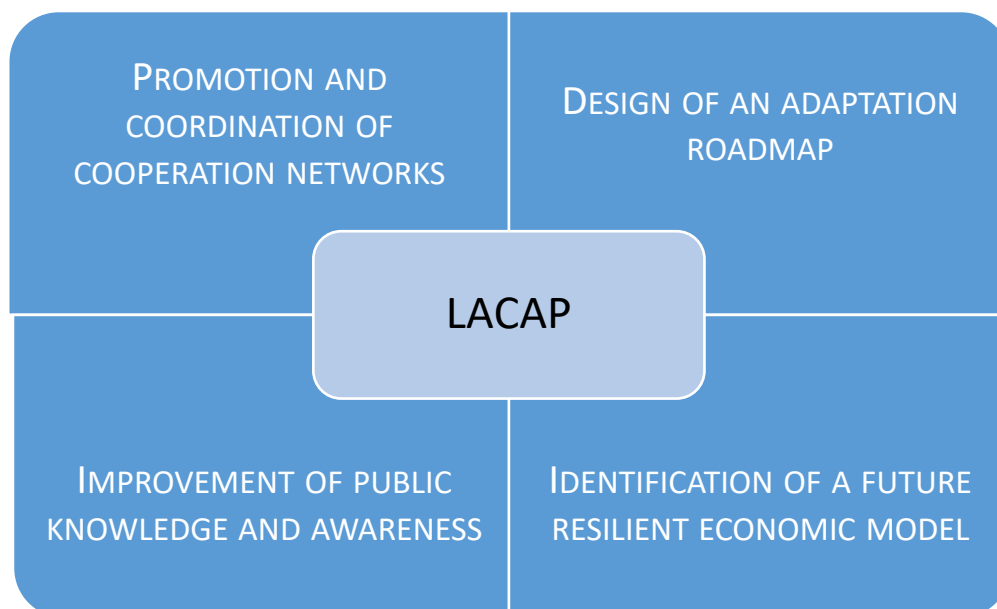 PROMOTION AND
COORDINATION OF
COOPERATION NETWORKS
DESIGN OF AN ADAPTATION
ROADMAP
LACAP
IMPROVEMENT OF PUBLIC
KNOWLEDGE AND AWARENESS
IDENTIFICATION OF A FUTURE
RESILIENT ECONOMIC MODEL